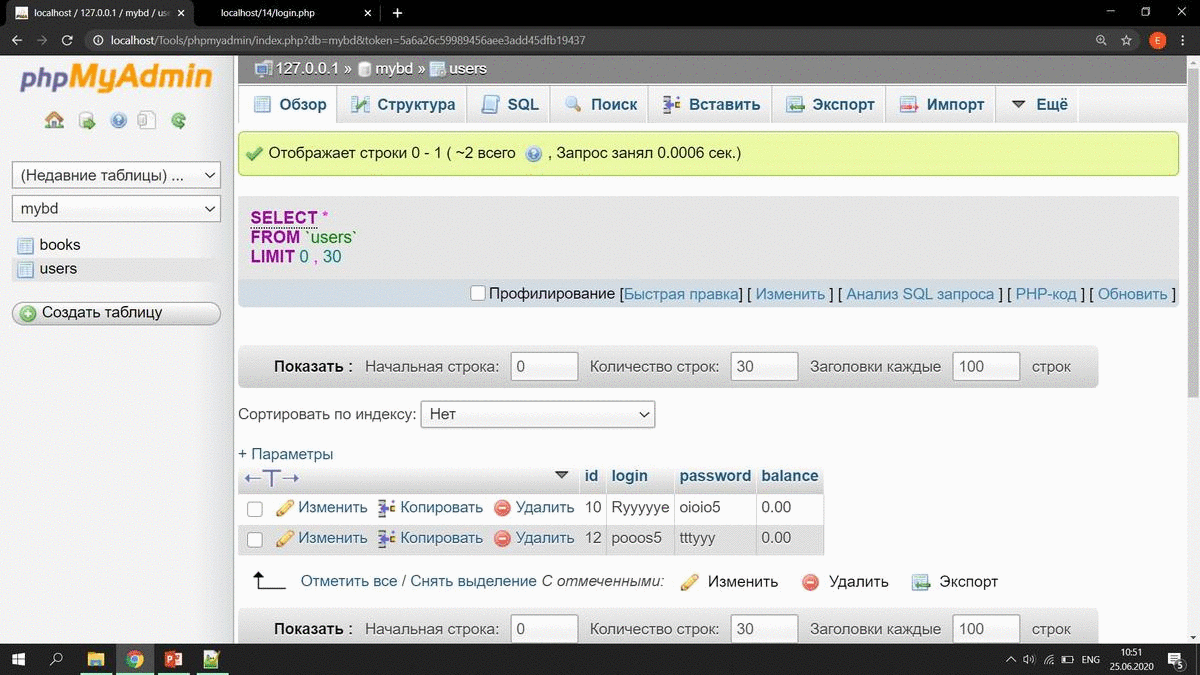 localhost / 127.0.0.1 / mybd / us
localhost/14/login.php
localhost/Tools/phpmyadmin/index.php?db=mybd&token=5a6a26c59989456aee3add45dfb19437
E
phpMyAdmin
127.0.0.1 » mybd » users
Обзор Структура SQL Поиск Вставить Экспорт Импорт Ещё
Отображает строки 0 - 1 ( ~2 всего , Запрос занял 0.0006 сек.)
(Недавние таблицы) ...
mybd
books
users
Создать таблицу
SELECT *
FROM `users`
LIMIT 0 , 30
Профилирование [Быстрая правка] [ Изменить ] [ Анализ SQL запроса ] [ PHP-код ] [ Обновить ]
Показать : Начальная строка: 0 Количество строк: 30 Заголовки каждые 100 строк
Сортировать по индексу: Нет
+ Параметры
←T→ id login password balance
Изменить Копировать Удалить 10 Ryyyyye oioio5 0.00
Изменить Копировать Удалить 12 pooos5 tttyyy 0.00
Отметить все / Снять выделение С отмеченными: Изменить Удалить Экспорт
Показать : Начальная строка: 0 Количество строк: 30 Заголовки каждые 100 строк
ENG
10:51
25.06.2020
5